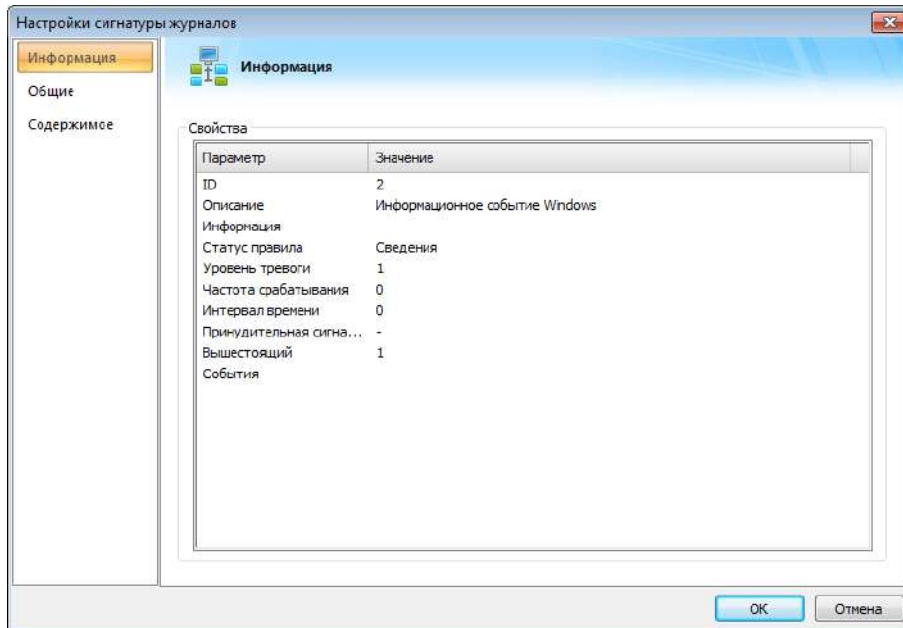 Настройки сигнатуры журналов
Информация
Общие
Содержимое
Информация
Свойства
Параметр Значение
ID 2
Описание Информационное событие Windows
Информация
Статус правила Сведения
Уровень тревоги 1
Частота срабатывания 0
Интервал времени 0
Принудительная сигна... -
Вышестоящий 1
События
OK Отмена